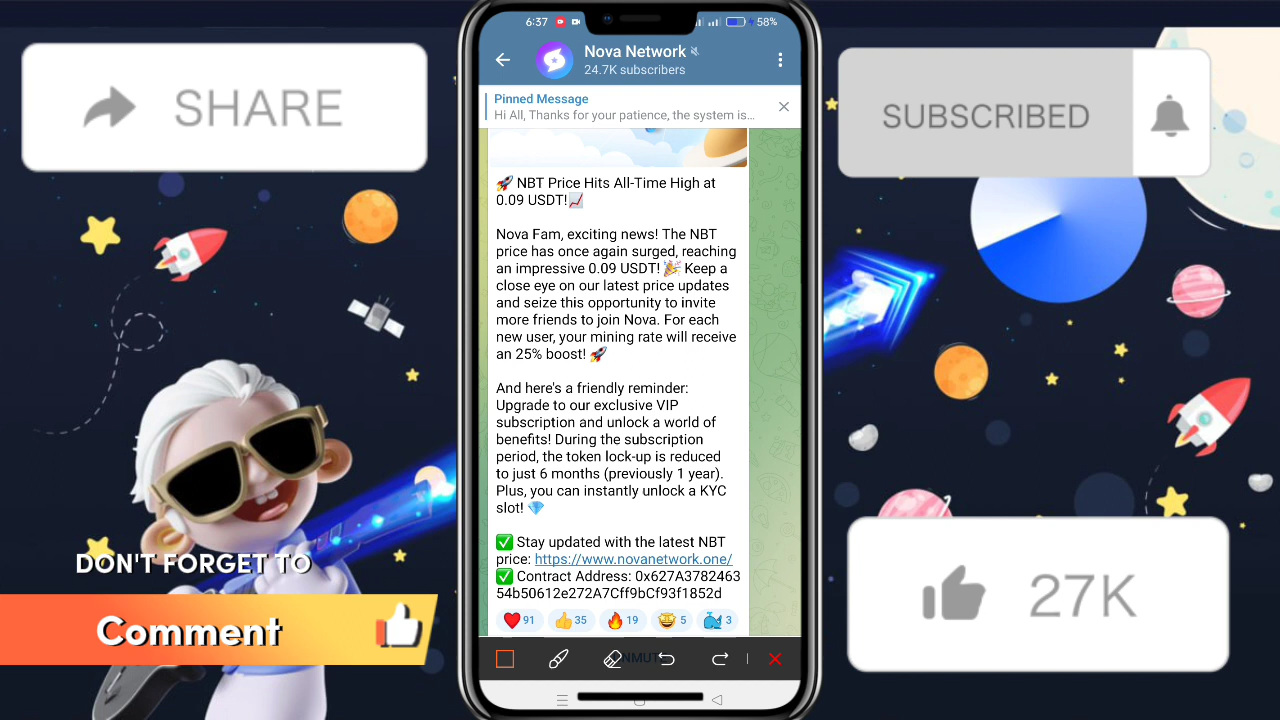 SHARE
SUBSCRIBED
DON'T FORGET TO
Comment
27K
6:37
58%
Nova Network
24.7K subscribers
Pinned Message
Hi All, Thanks for your patience, the system is...
🚀 NBT Price Hits All-Time High at
0.09 USDT!📈
Nova Fam, exciting news! The NBT
price has once again surged, reaching
an impressive 0.09 USDT! 🎉 Keep a
close eye on our latest price updates
and seize this opportunity to invite
more friends to join Nova. For each
new user, your mining rate will receive
an 25% boost! 🚀
And here's a friendly reminder:
Upgrade to our exclusive VIP
subscription and unlock a world of
benefits! During the subscription
period, the token lock-up is reduced
to just 6 months (previously 1 year).
Plus, you can instantly unlock a KYC
slot! 💎
✅ Stay updated with the latest NBT
price: https://www.novanetwork.one/
✅ Contract Address: 0x627A3782463
54b50612e272A7Cff9bCf93f1852d
❤️ 91 👍 35 🔥 19 🤩 5 🐳 3